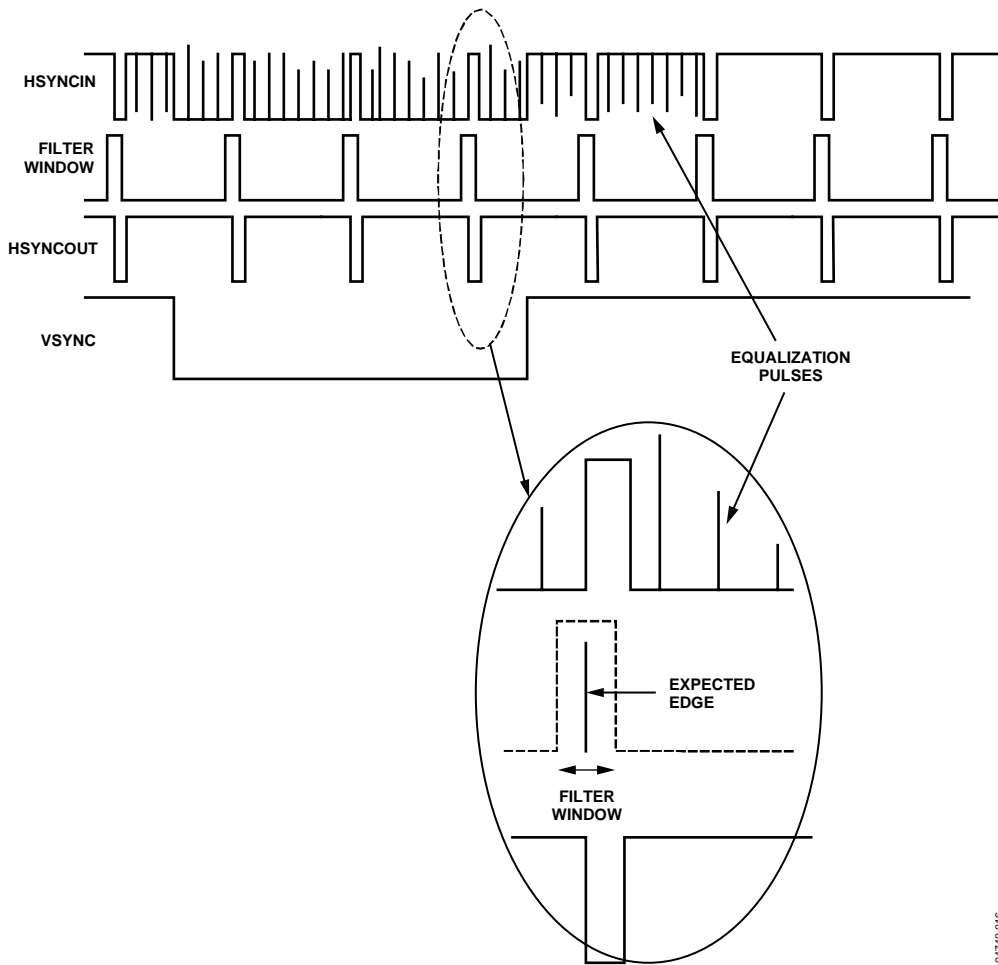 HSYNCIN
FILTER
WINDOW
HSYNCOUT
VSYNC
EQUALIZATION
PULSES
EXPECTED
EDGE
FILTER
WINDOW